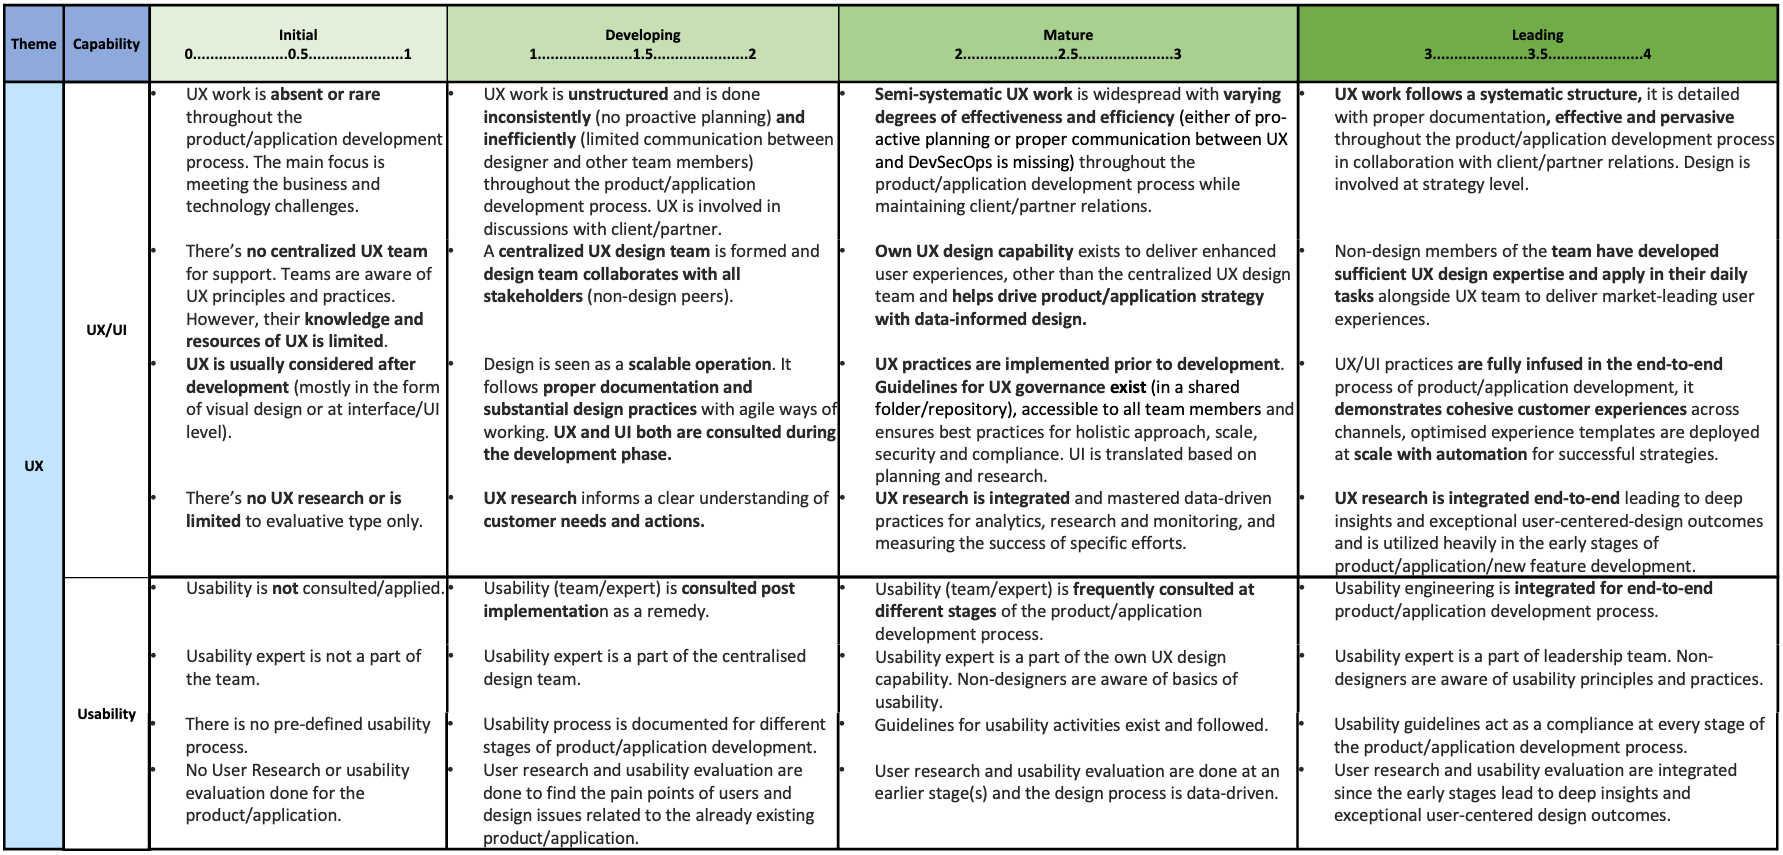 Theme
Capability
Initial
0......................0.5......................1
Developing
1......................1.5......................2
Mature
2......................2.5......................3
Leading
3......................3.5......................4
UX
UX/UI
• UX work is absent or rare
throughout the
product/application development
process. The main focus is
meeting the business and
technology challenges.
• There’s no centralized UX team
for support. Teams are aware of
UX principles and practices.
However, their knowledge and
resources of UX is limited.
• UX is usually considered after
development (mostly in the form
of visual design or at interface/UI
level).
• There’s no UX research or is
limited to evaluative type only.
• UX work is unstructured and is done
inconsistently (no proactive planning) and
inefficiently (limited communication between
designer and other team members)
throughout the product/application
development process. UX is involved in
discussions with client/partner.
• A centralized UX design team is formed and
design team collaborates with all
stakeholders (non-design peers).
• Design is seen as a scalable operation. It
follows proper documentation and
substantial design practices with agile ways of
working. UX and UI both are consulted during
the development phase.
• UX research informs a clear understanding of
customer needs and actions.
• Semi-systematic UX work is widespread with varying
degrees of effectiveness and efficiency (either of pro-
active planning or proper communication between UX
and DevSecOps is missing) throughout the
product/application development process while
maintaining client/partner relations.
• Own UX design capability exists to deliver enhanced
user experiences, other than the centralized UX design
team and helps drive product/application strategy
with data-informed design.
• UX practices are implemented prior to development.
Guidelines for UX governance exist (in a shared
folder/repository), accessible to all team members and
ensures best practices for holistic approach, scale,
security and compliance. UI is translated based on
planning and research.
• UX research is integrated and mastered data-driven
practices for analytics, research and monitoring, and
measuring the success of specific efforts.
• UX work follows a systematic structure, it is detailed
with proper documentation, effective and pervasive
throughout the product/application development process
in collaboration with client/partner relations. Design is
involved at strategy level.
• Non-design members of the team have developed
sufficient UX design expertise and apply in their daily
tasks alongside UX team to deliver market-leading user
experiences.
• UX/UI practices are fully infused in the end-to-end
process of product/application development, it
demonstrates cohesive customer experiences across
channels, optimised experience templates are deployed
at scale with automation for successful strategies.
• UX research is integrated end-to-end leading to deep
insights and exceptional user-centered-design outcomes
and is utilized heavily in the early stages of
product/application/new feature development.
Usability
• Usability is not consulted/applied.
• Usability expert is not a part of
the team.
• There is no pre-defined usability
process.
• No User Research or usability
evaluation done for the
product/application.
• Usability (team/expert) is consulted post
implementation as a remedy.
• Usability expert is a part of the centralised
design team.
• Usability process is documented for different
stages of product/application development.
• User research and usability evaluation are
done to find the pain points of users and
design issues related to the already existing
product/application.
• Usability (team/expert) is frequently consulted at
different stages of the product/application
development process.
• Usability expert is a part of the own UX design
capability. Non-designers are aware of basics of
usability.
• Guidelines for usability activities exist and followed.
• User research and usability evaluation are done at an
earlier stage(s) and the design process is data-driven.
• Usability engineering is integrated for end-to-end
product/application development process.
• Usability expert is a part of leadership team. Non-
designers are aware of usability principles and practices.
• Usability guidelines act as a compliance at every stage of
the product/application development process.
• User research and usability evaluation are integrated
since the early stages lead to deep insights and
exceptional user-centered design outcomes.